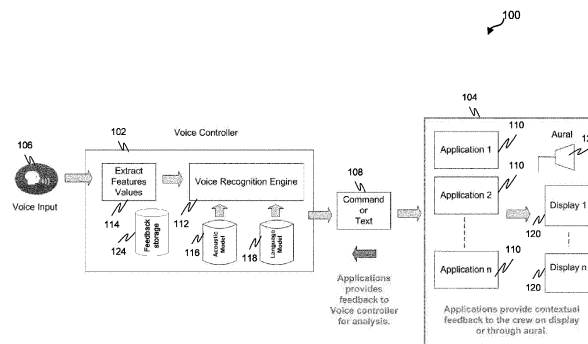 100
104
110
106
102
Voice Controller
Application 1
Aural
Extract
Features
Values
Voice Recognition Engine
108
110
Voice Input
Command
or
Text
Application 2
Display 1
114
112
124
Feedback
storage
116
Acoustic
Model
118
Language
Model
120
110
Applications
provides
feedback to
Voice controller
for analysis.
Application n
Display n
120
Applications provide contextual
feedback to the crew on display
or through aural.